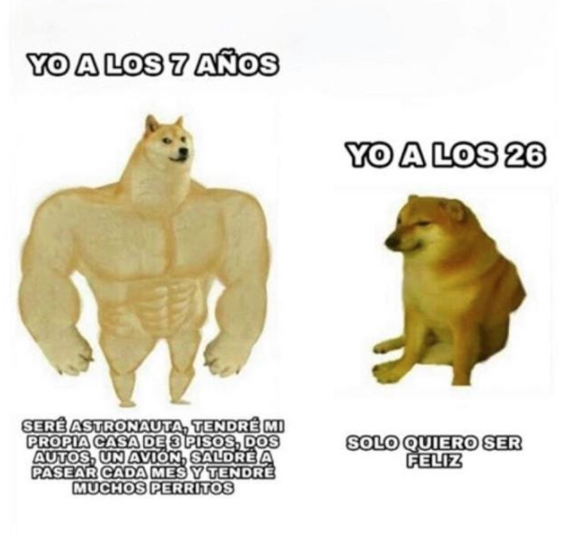 YO A LOS 7 AÑOS
SERÉ ASTRONAUTA, TENDRÉ MI
PROPIA CASA DE 3 PISOS, DOS
AUTOS, UN AVIÓN, SALDRÉ A
PASEAR CADA MES Y TENDRÉ
MUCHOS PERRITOS
YO A LOS 26
SOLO QUIERO SER
FELIZ